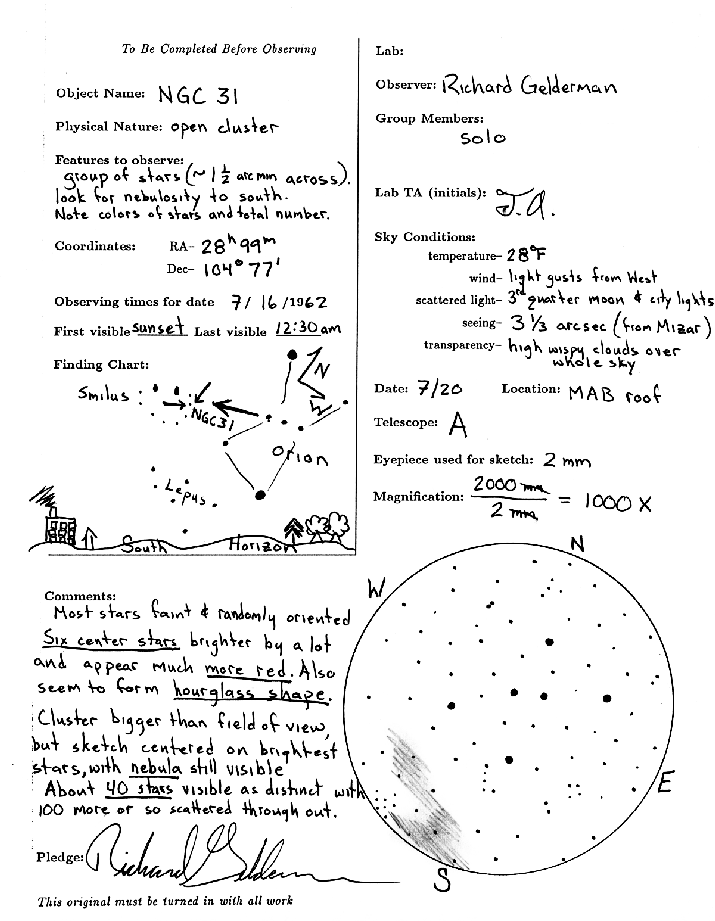 To Be Completed Before Observing
Object Name: NGC 31
Physical Nature: open cluster
Features to observe:
group of stars (~ 1 1/2 arcmin across).
look for nebulosity to south.
Note colors of stars and total number.
Coordinates: RA- 28h 99m
Dec- 104° 77'
Observing times for date 7/16/1962
First visible sunset Last visible 12:30am
Finding Chart:
N
W
Smilus
NGC31
Orion
Lepus
South Horizon
Lab:
Observer: Richard Gelderman
Group Members:
solo
Lab TA (initials): J.A.
Sky Conditions:
temperature- 28°F
wind- light gusts from West
scattered light- 3rd quarter moon & city lights
seeing- 3 1/3 arcsec (from Mizar)
transparency- high wispy clouds over
whole sky
Date: 7/20 Location: MAB roof
Telescope: A
Eyepiece used for sketch: 2 mm
Magnification: 2000 mm / 2 mm = 1000 X
N
W
E
S
Comments:
Most stars faint & randomly oriented
Six center stars brighter by a lot
and appear much more red. Also
seem to form hourglass shape.
Cluster bigger than field of view,
but sketch centered on brightest
stars, with nebula still visible
About 40 stars visible as distinct with
100 more or so scattered through out.
Pledge: Richard Gelderman
This original must be turned in with all work